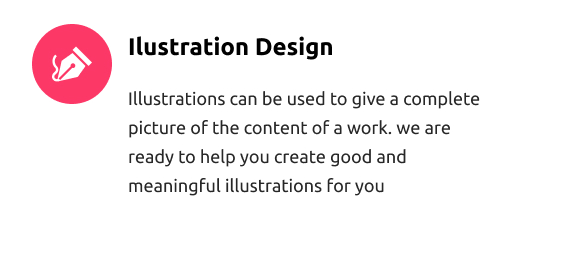 Ilustration Design
Illustrations can be used to give a complete
picture of the content of a work. we are
ready to help you create good and
meaningful illustrations for you